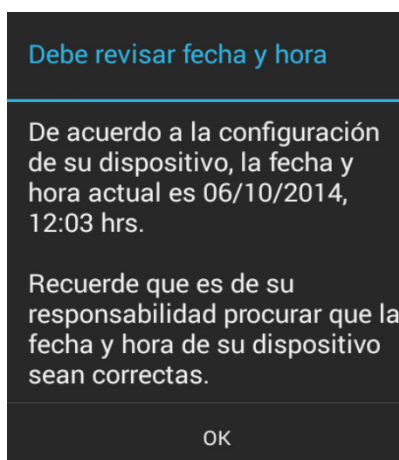 Debe revisar fecha y hora
De acuerdo a la configuración
de su dispositivo, la fecha y
hora actual es 06/10/2014,
12:03 hrs.
Recuerde que es de su
responsabilidad procurar que la
fecha y hora de su dispositivo
sean correctas.
OK